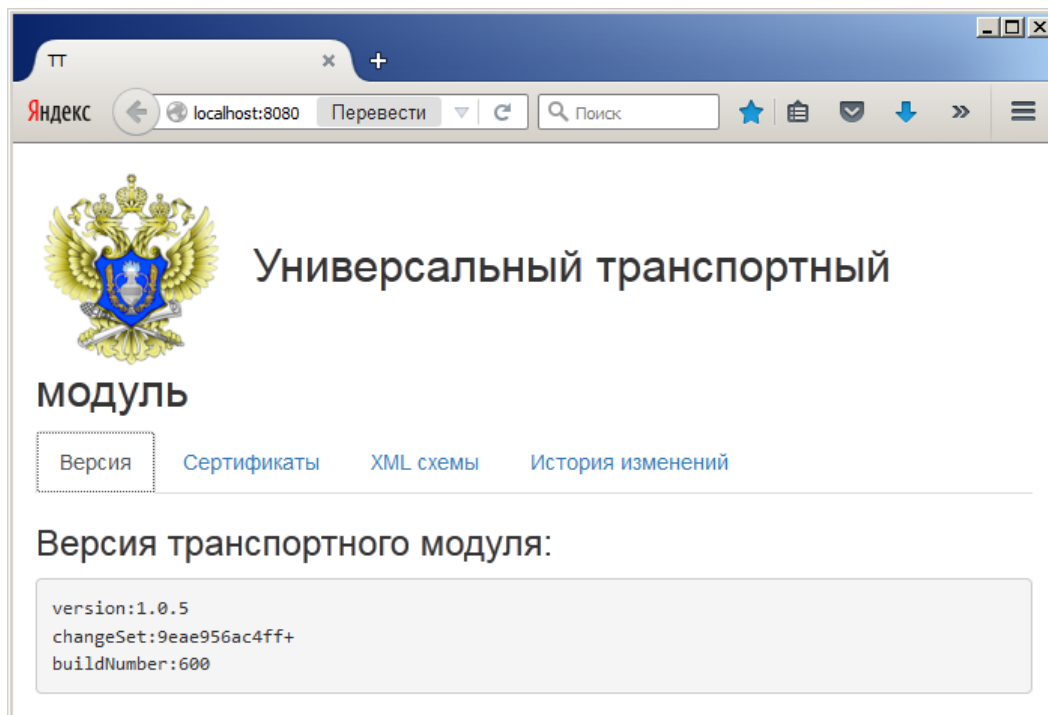 ТТ
Яндекс localhost:8080 Перевести Поиск
Универсальный транспортный
модуль
Версия Сертификаты XML схемы История изменений
Версия транспортного модуля:
version:1.0.5
changeSet:9eae956ac4ff+
buildNumber:600